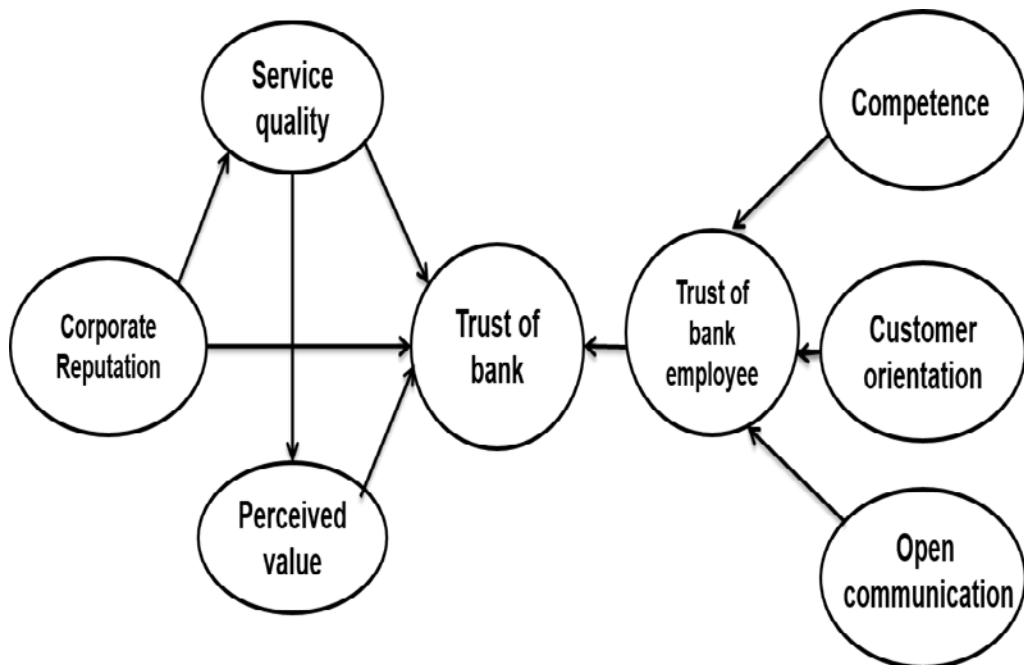 Service
quality
Competence
Corporate
Reputation
Trust of
bank
Trust of
bank
employee
Customer
orientation
Perceived
value
Open
communication